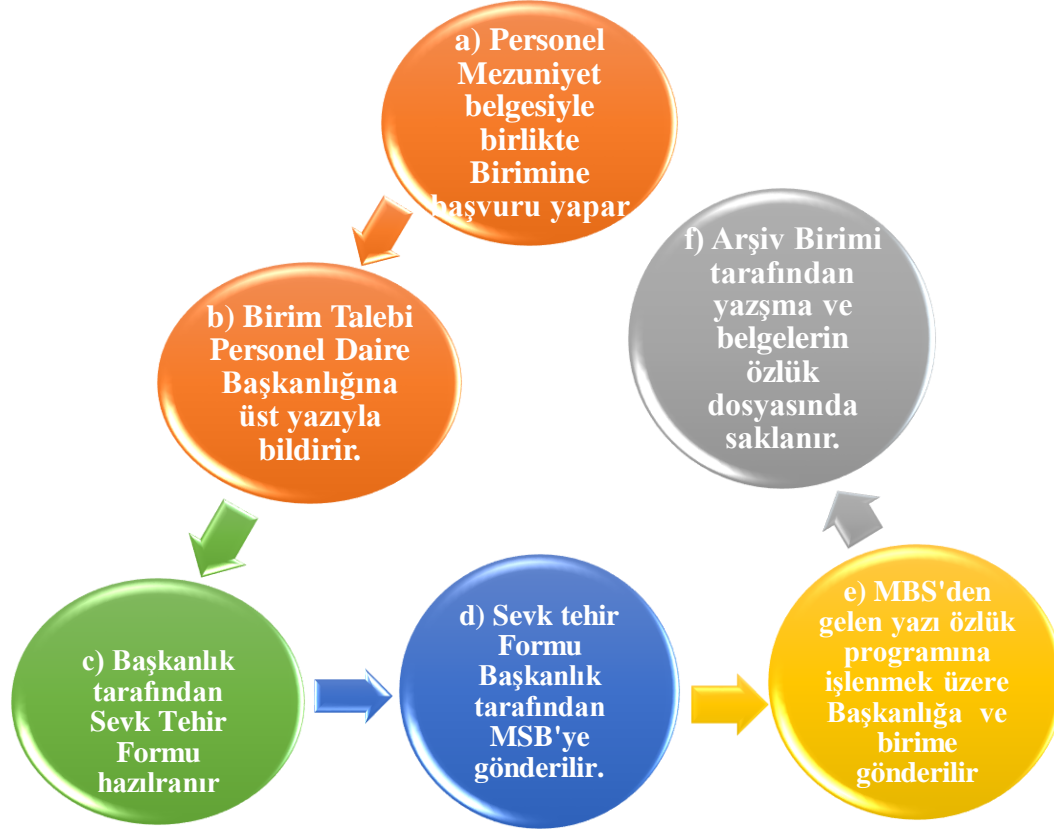 a) Personel
Mezuniyet
belgesiyle
birlikte
Birimine
başvuru yapar
b) Birim Talebi
Personel Daire
Başkanlığına
üst yazıyla
bildirir.
c) Başkanlık
tarafından
Sevk Tehir
Formu
hazılranır
d) Sevk tehir
Formu
Başkanlık
tarafından
MSB'ye
gönderilir.
e) MBS'den
gelen yazı özlük
programına
işlenmek üzere
Başkanlığa ve
birime
gönderilir
f) Arşiv Birimi
tarafından
yazşma ve
belgelerin
özlük
dosyasında
saklanır.